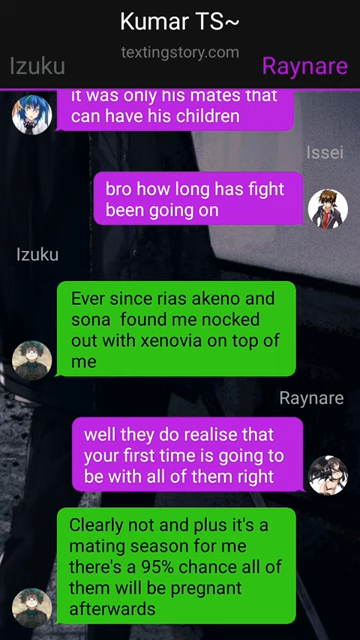 Kumar TS~
textingstory.com
Izuku
Raynare
it was only his mates that
can have his children
Issei
bro how long has fight
been going on
Izuku
Ever since rias akeno and
sona found me nocked
out with xenovia on top of
me
Raynare
well they do realise that
your first time is going to
be with all of them right
Clearly not and plus it's a
mating season for me
there's a 95% chance all of
them will be pregnant
afterwards